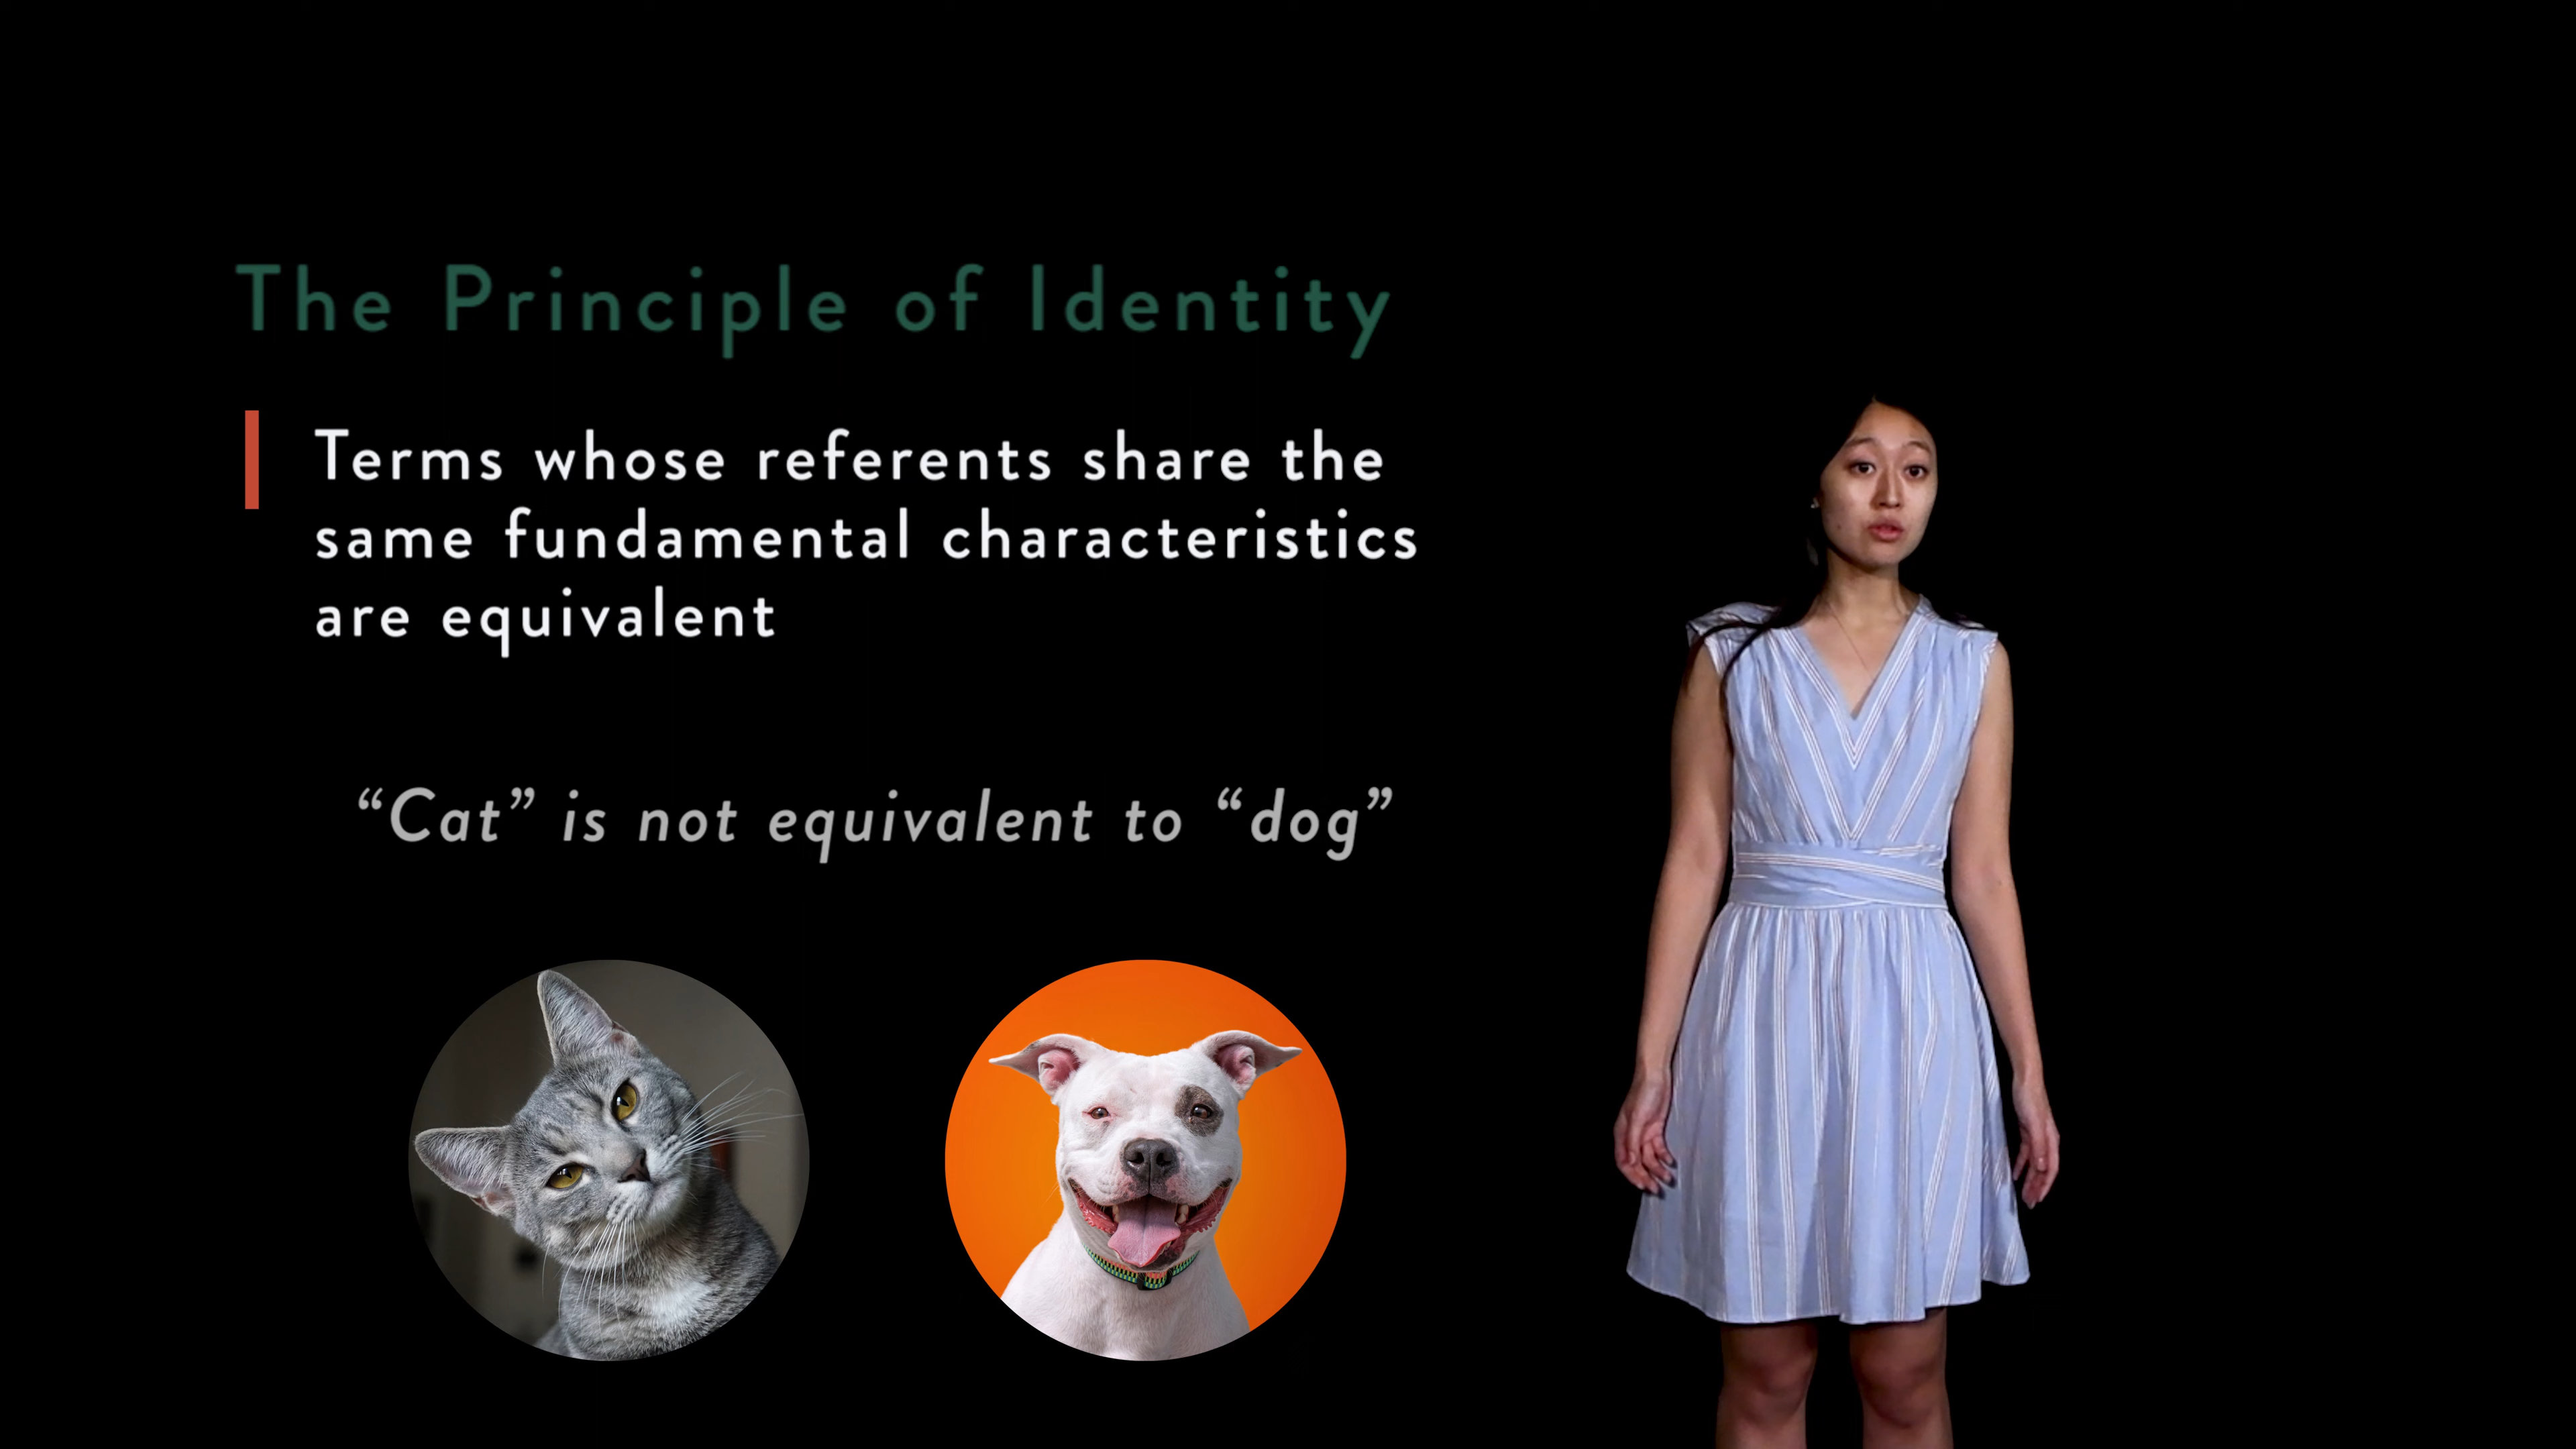 The Principle of Identity
Terms whose referents share the
same fundamental characteristics
are equivalent
“Cat” is not equivalent to “dog”